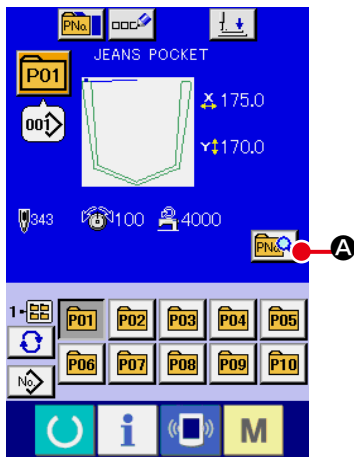 PNo.
JEANS POCKET
P01
001
X 175.0
Y 170.0
343 100 4000
PNo. A
1-
P01 P02 P03 P04 P05
P06 P07 P08 P09 P10
No.
i M